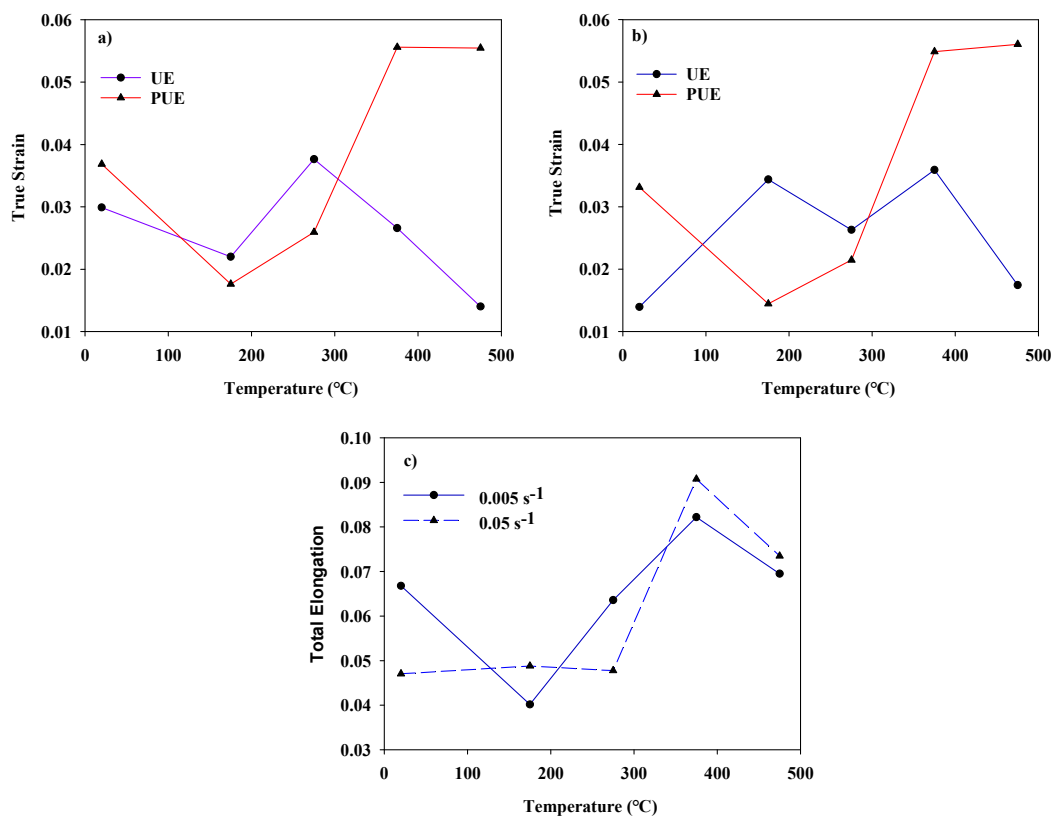 a)
UE
PUE
True Strain
0.06
0.05
0.04
0.03
0.02
0.01
0
100
200
300
400
500
Temperature (°C)
b)
UE
PUE
True Strain
0.06
0.05
0.04
0.03
0.02
0.01
0
100
200
300
400
500
Temperature (°C)
c)
0.005 s-1
0.05 s-1
Total Elongation
0.10
0.09
0.08
0.07
0.06
0.05
0.04
0.03
0
100
200
300
400
500
Temperature (°C)